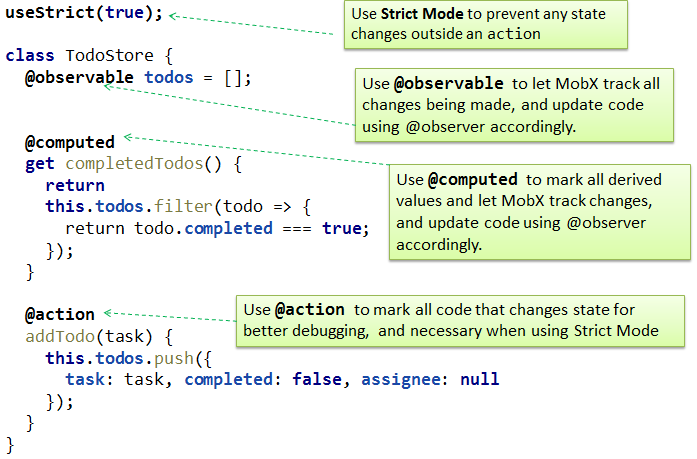 useStrict(true);
Use Strict Mode to prevent any state
changes outside an action
class TodoStore {
@observable todos = [];
Use @observable to let MobX track all
changes being made, and update code
using @observer accordingly.
@computed
get completedTodos() {
return
this.todos.filter(todo => {
return todo.completed === true;
});
}
Use @computed to mark all derived
values and let MobX track changes,
and update code using @observer
accordingly.
@action
addTodo(task) {
this.todos.push({
task: task, completed: false, assignee: null
});
}
}
Use @action to mark all code that changes state for
better debugging, and necessary when using Strict Mode